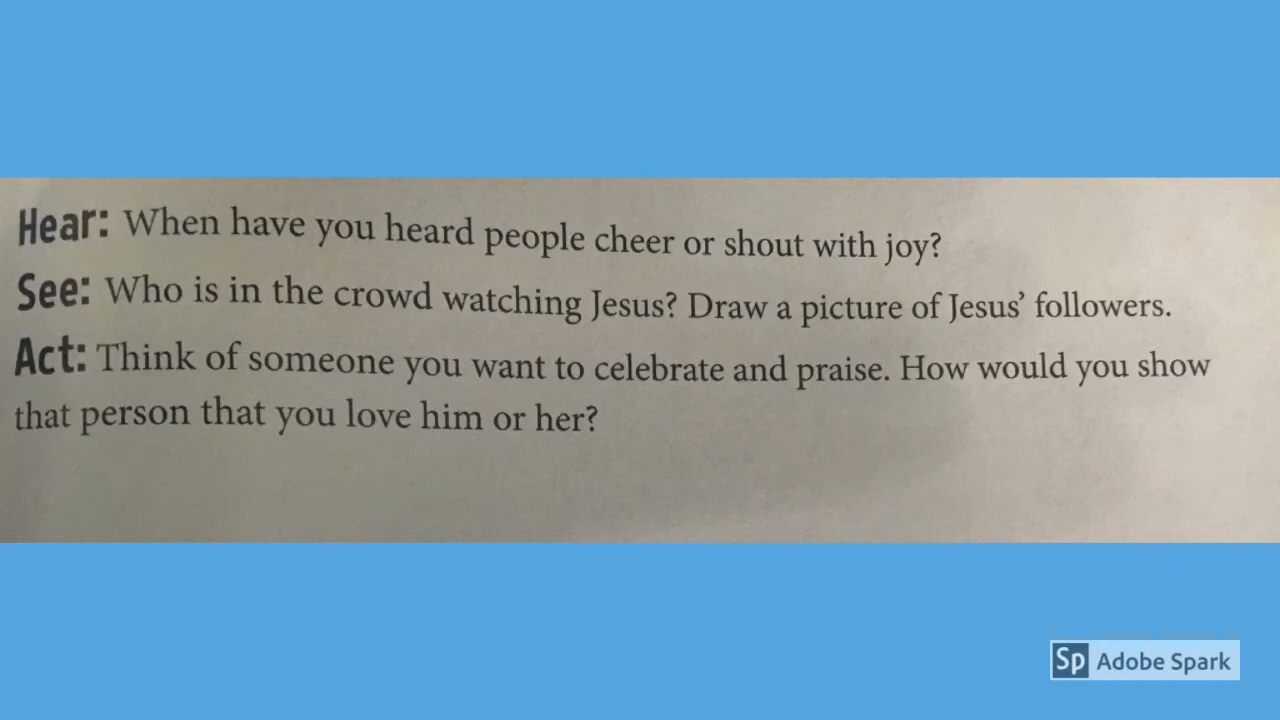 Hear: When have you heard people cheer or shout with joy?
See: Who is in the crowd watching Jesus? Draw a picture of Jesus’ followers.
Act: Think of someone you want to celebrate and praise. How would you show
that person that you love him or her?
Sp Adobe Spark